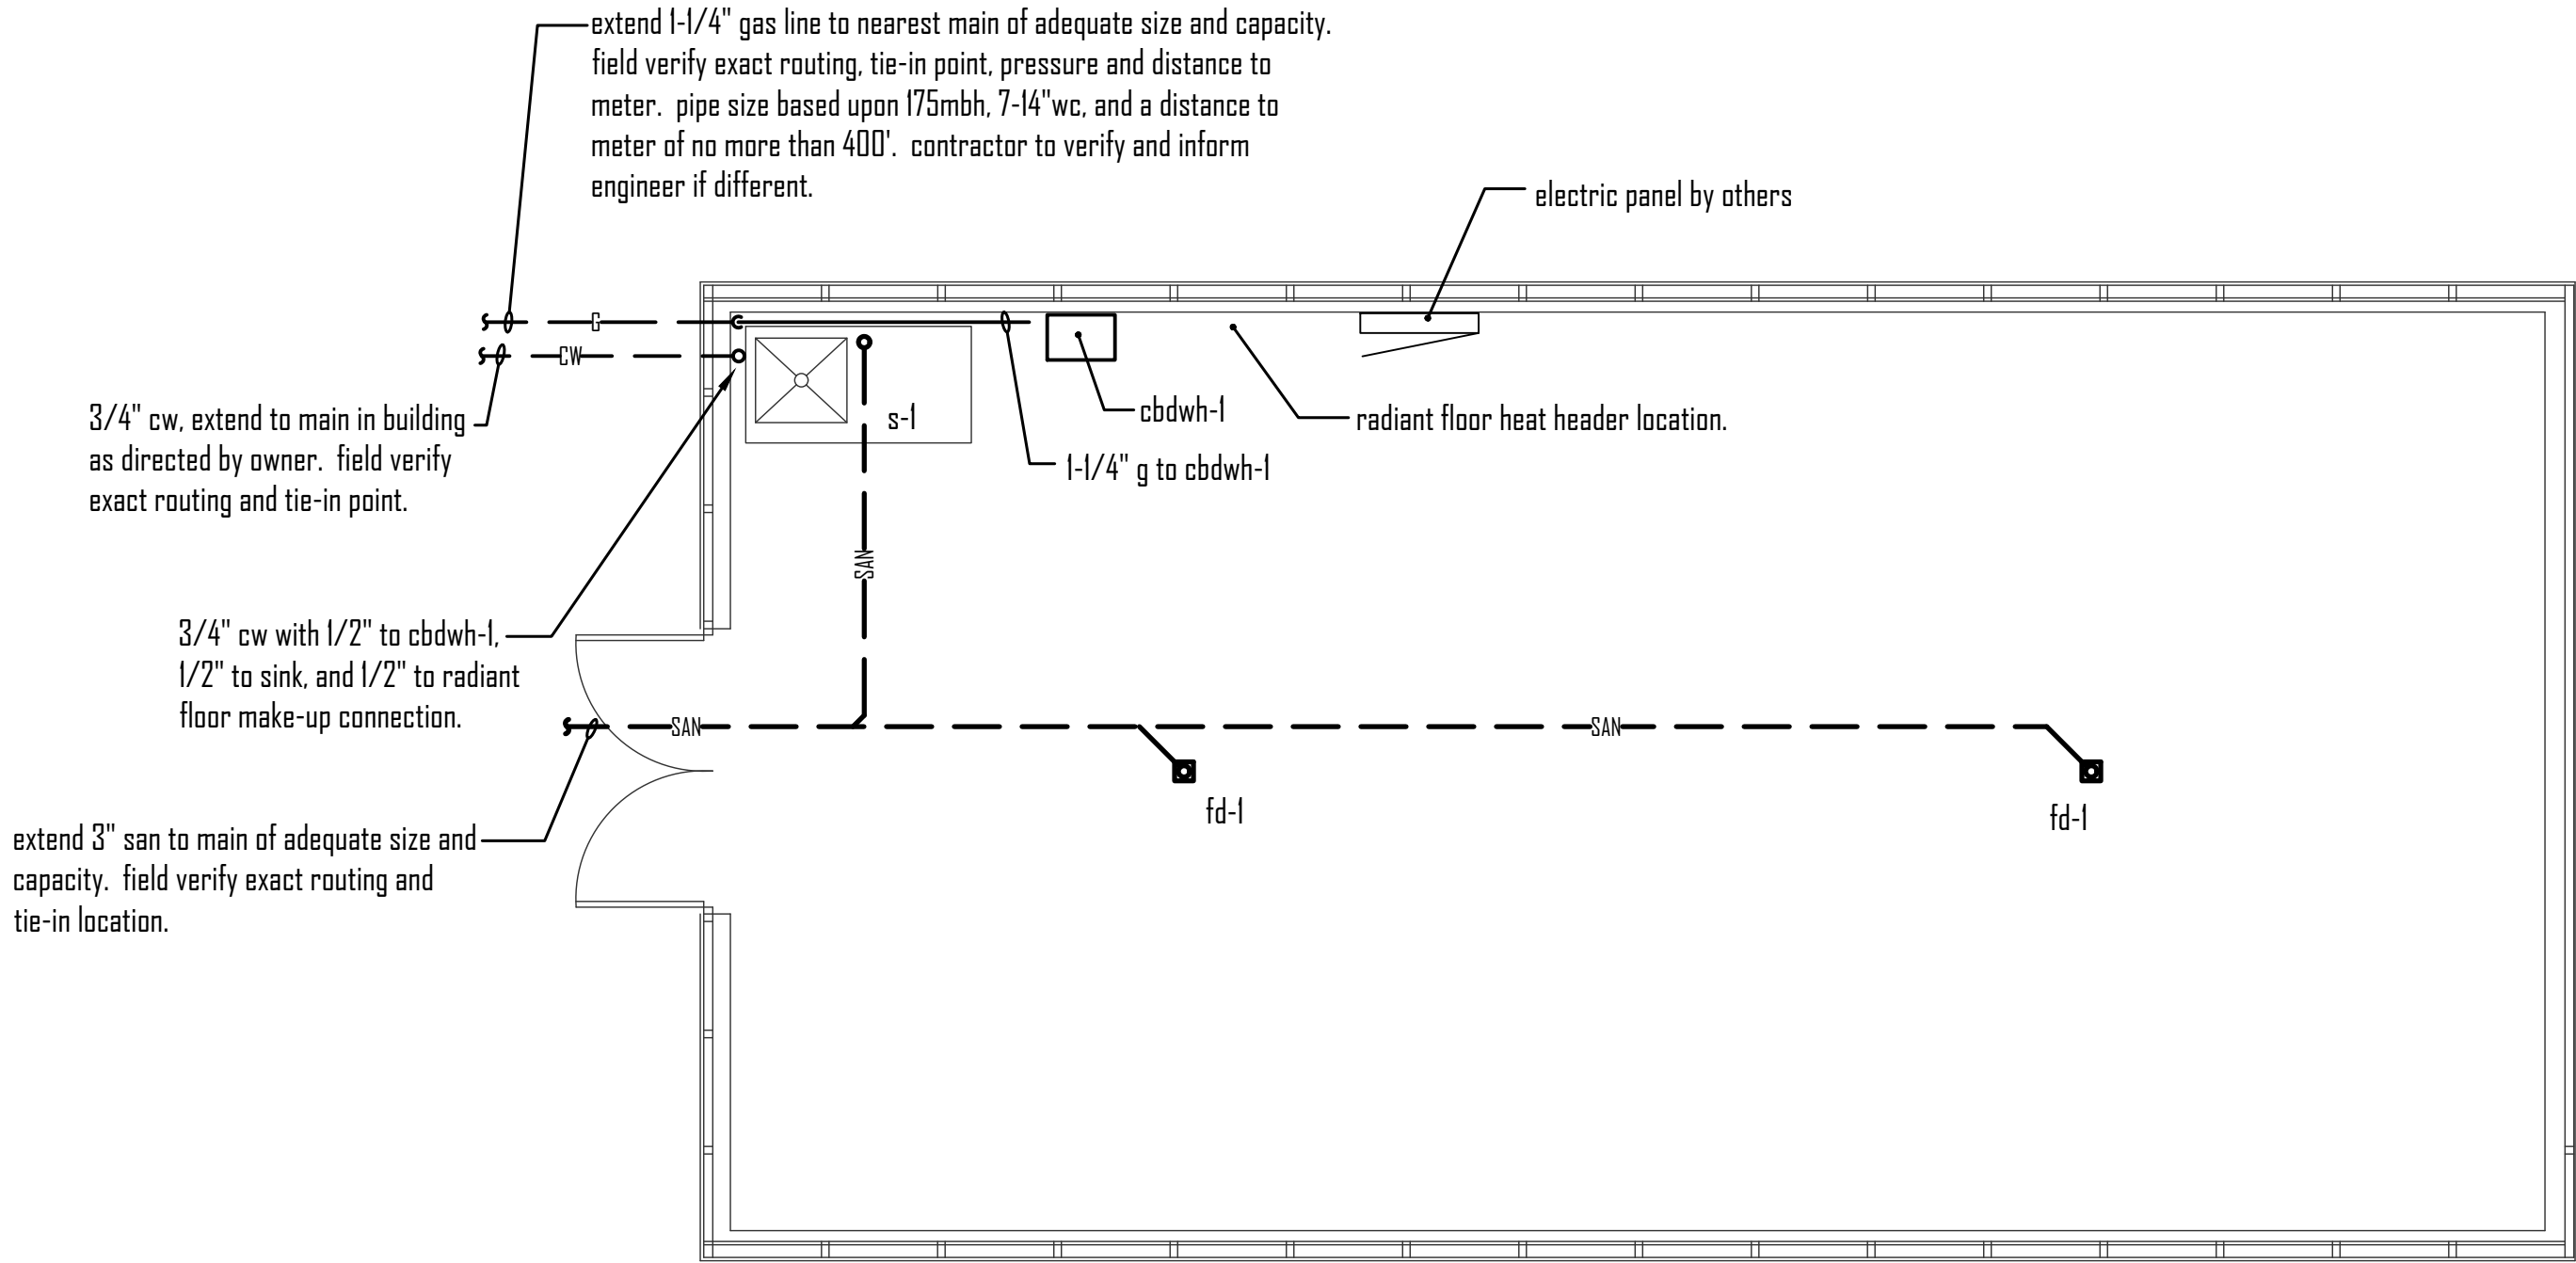 extend 1-1/4" gas line to nearest main of adequate size and capacity.
field verify exact routing, tie-in point, pressure and distance to
meter. pipe size based upon 175mbh, 7-14"wc, and a distance to
meter of no more than 400'. contractor to verify and inform
engineer if different.
electric panel by others
G
CW
3/4" cw, extend to main in building
as directed by owner. field verify
exact routing and tie-in point.
s-1
cbdwh-1
radiant floor heat header location.
1-1/4" g to cbdwh-1
SAN
3/4" cw with 1/2" to cbdwh-1,
1/2" to sink, and 1/2" to radiant
floor make-up connection.
SAN
SAN
fd-1
fd-1
extend 3" san to main of adequate size and
capacity. field verify exact routing and
tie-in location.